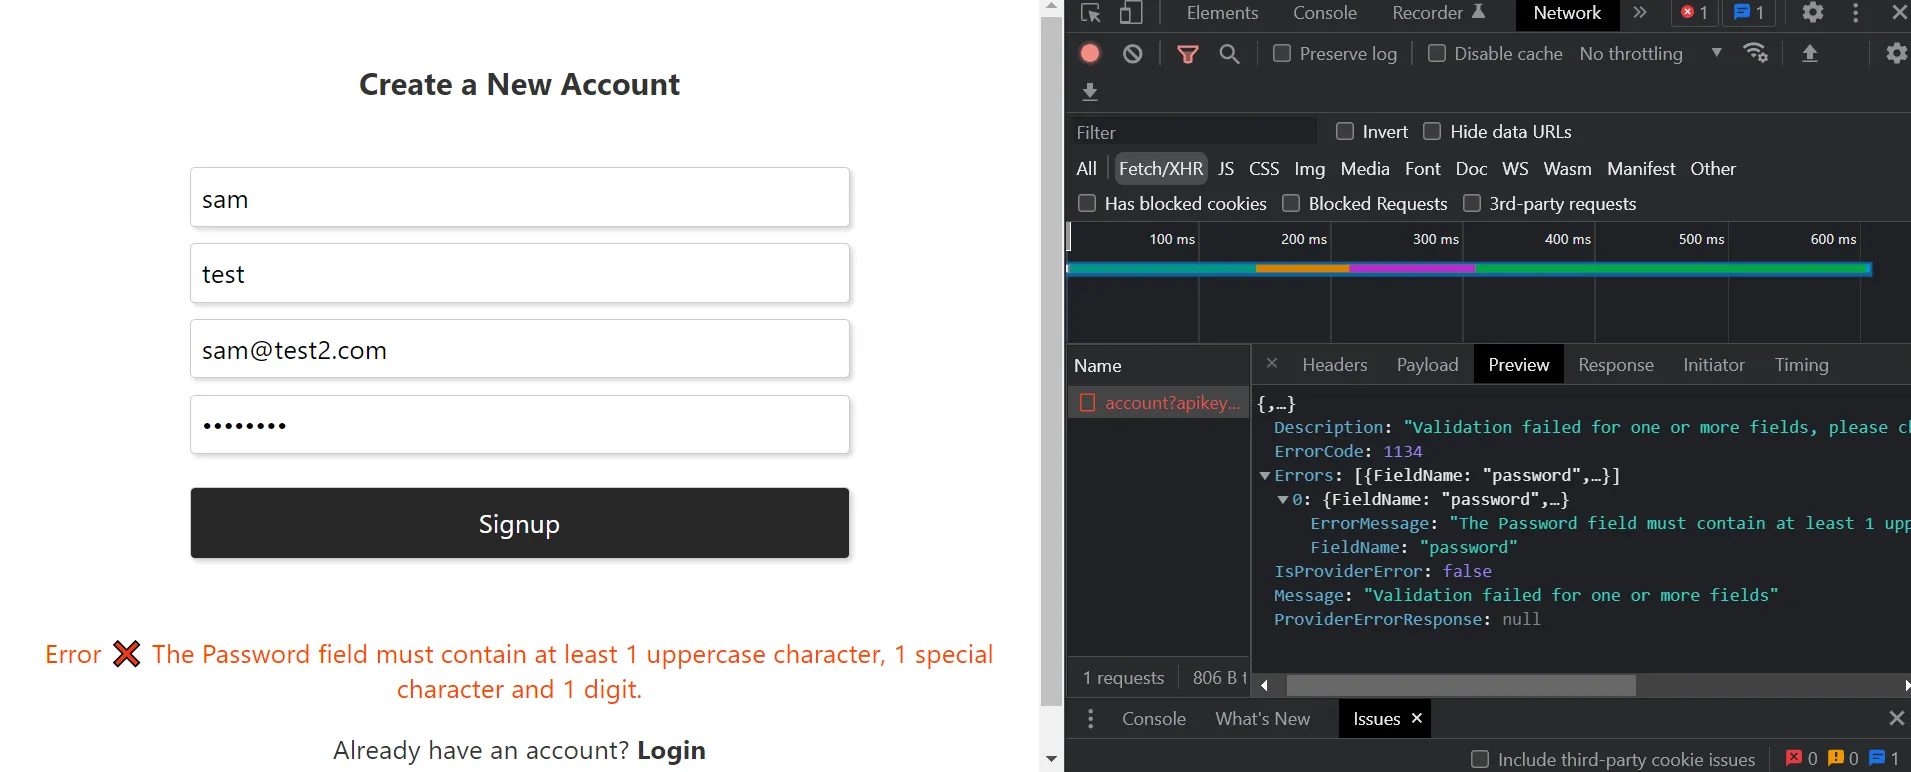 Create a New Account
sam
test
sam@test2.com
••••••••
Signup
Error ❌ The Password field must contain at least 1 uppercase character, 1 special
character and 1 digit.
Already have an account? Login
Elements Console Recorder Network » 1 1
Preserve log Disable cache No throttling
Filter Invert Hide data URLs
All Fetch/XHR JS CSS Img Media Font Doc WS Wasm Manifest Other
Has blocked cookies Blocked Requests 3rd-party requests
100 ms 200 ms 300 ms 400 ms 500 ms 600 ms
Name
account?apikey...
1 requests 806 B t
× Headers Payload Preview Response Initiator Timing
{,…}
Description: "Validation failed for one or more fields, please c
ErrorCode: 1134
Errors: [{FieldName: "password",…}]
0: {FieldName: "password",…}
ErrorMessage: "The Password field must contain at least 1 upp
FieldName: "password"
IsProviderError: false
Message: "Validation failed for one or more fields"
ProviderErrorResponse: null
Console What's New Issues ×
Include third-party cookie issues 0 0 1